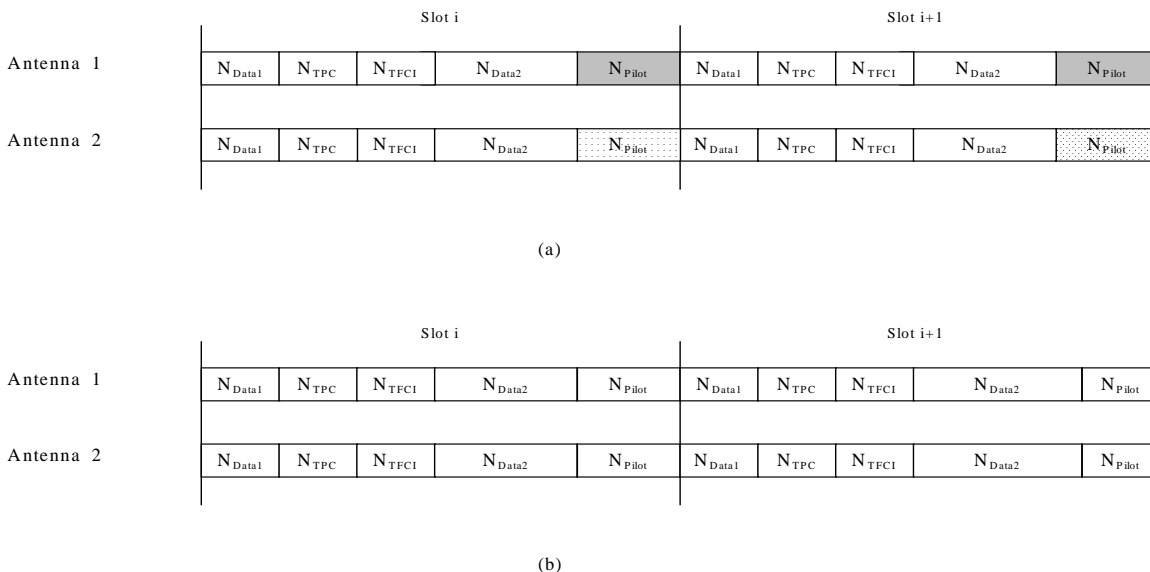 Slot i Slot i+1
Antenna 1 N_Data1 N_TPC N_TFCI N_Data2 N_Pilot N_Data1 N_TPC N_TFCI N_Data2 N_Pilot
Antenna 2 N_Data1 N_TPC N_TFCI N_Data2 N_Pilot N_Data1 N_TPC N_TFCI N_Data2 N_Pilot
(a)
Slot i Slot i+1
Antenna 1 N_Data1 N_TPC N_TFCI N_Data2 N_Pilot N_Data1 N_TPC N_TFCI N_Data2 N_Pilot
Antenna 2 N_Data1 N_TPC N_TFCI N_Data2 N_Pilot N_Data1 N_TPC N_TFCI N_Data2 N_Pilot
(b)